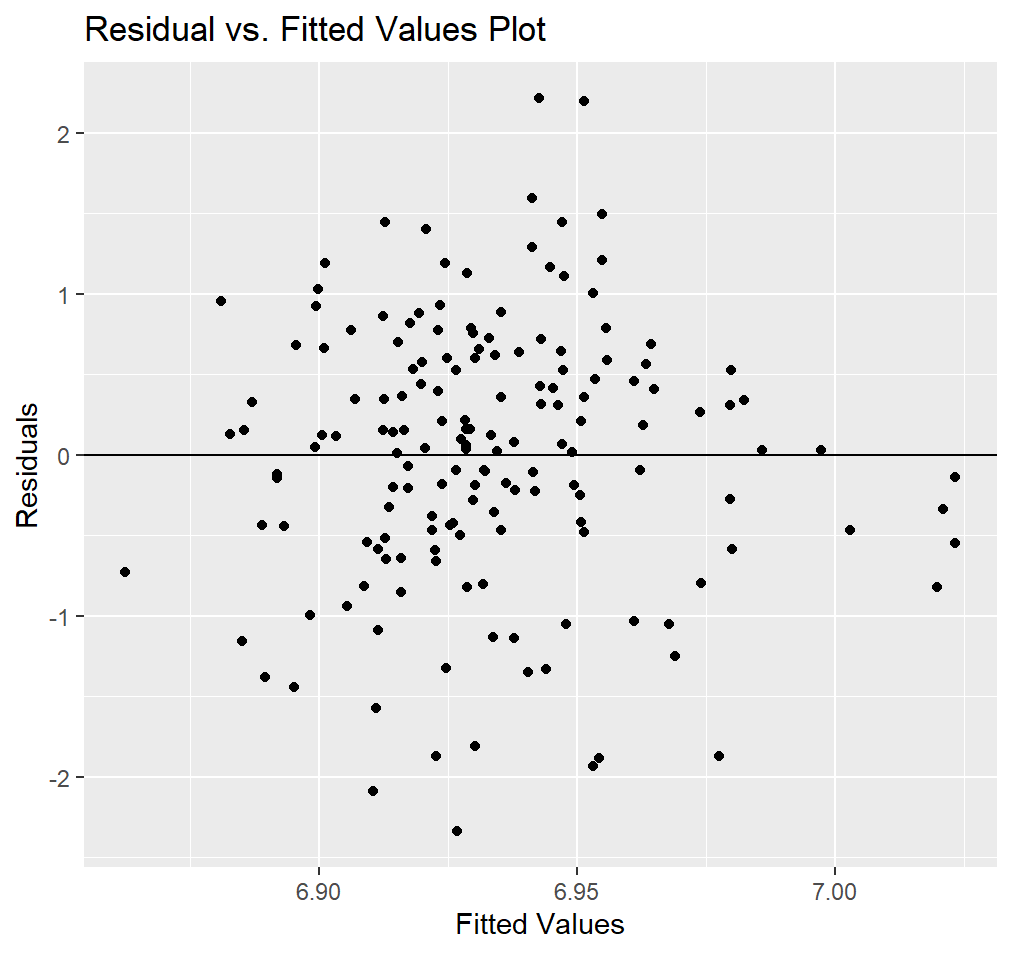 Residual vs. Fitted Values Plot
2
1
0
-1
-2
Residuals
6.90
6.95
7.00
Fitted Values